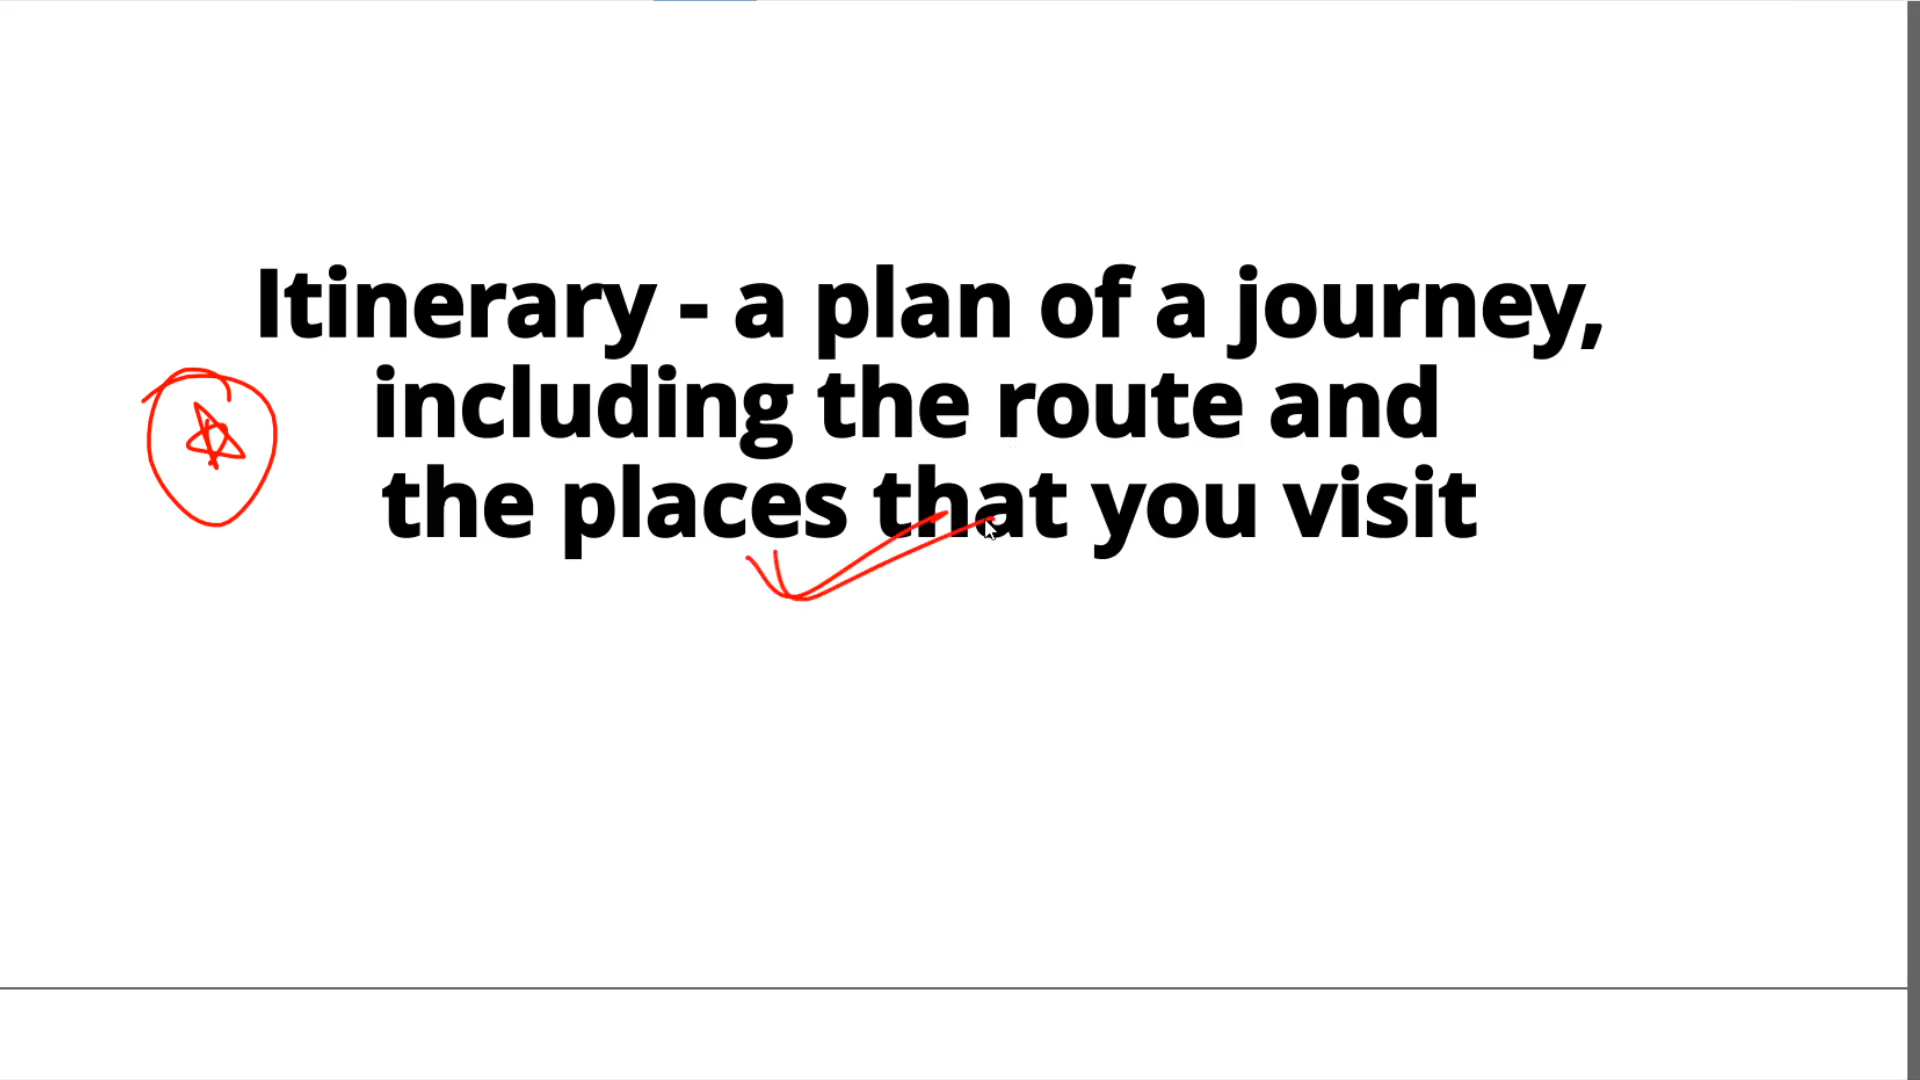 Itinerary - a plan of a journey,
including the route and
the places that you visit